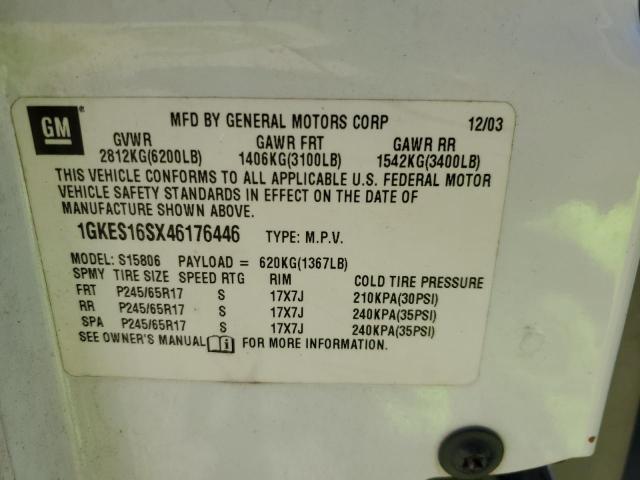 GM ® MFD BY GENERAL MOTORS CORP 12/03
GVWR GAWR FRT GAWR RR
2812KG(6200LB) 1406KG(3100LB) 1542KG(3400LB)
THIS VEHICLE CONFORMS TO ALL APPLICABLE U.S. FEDERAL MOTOR
VEHICLE SAFETY STANDARDS IN EFFECT ON THE DATE OF
MANUFACTURE SHOWN ABOVE.
1GKES16SX46176446 TYPE: M.P.V.
MODEL: S15806 PAYLOAD = 620KG(1367LB)
SPMY TIRE SIZE SPEED RTG RIM COLD TIRE PRESSURE
FRT P245/65R17 S 17X7J 210KPA(30PSI)
RR P245/65R17 S 17X7J 240KPA(35PSI)
SPA P245/65R17 S 17X7J 240KPA(35PSI)
SEE OWNER'S MANUAL FOR MORE INFORMATION.